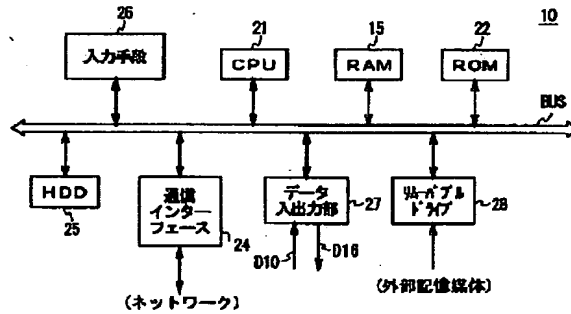 10
26
入力手段
21
CPU
15
RAM
22
ROM
BUS
HDD
25
通信
インター
フェース
24
(ネットワーク)
データ
入出力部
27
D10
D16
リムーバブル
ドライブ
28
(外部記憶媒体)